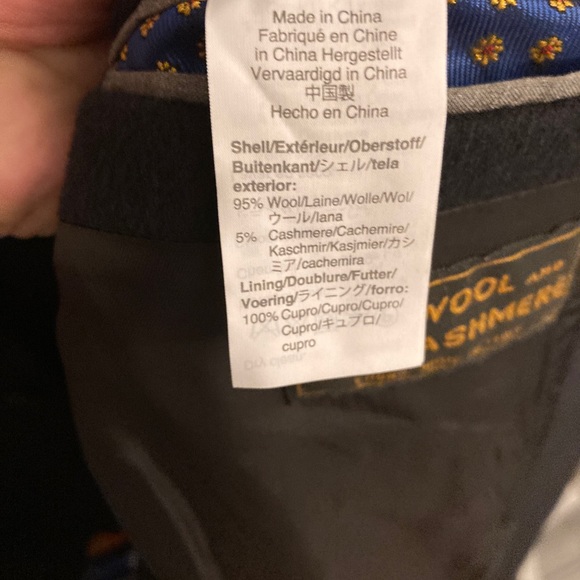 Made in China
Fabriqué en Chine
in China Hergestellt
Vervaardigd in China
中国製
Hecho en China
Shell/Extérieur/Oberstoff/
Buitenkant/シェル/tela
exterior:
95% Wool/Laine/Wolle/Wol/
ウール/lana
5% Cashmere/Cachemire/
Kaschmir/Kasjmier/カシ
ミア/cachemira
Lining/Doublure/Futter/
Voering/ライニング/forro:
100% Cupro/Cupro/Cupro/
Cupro/キュプロ/
cupro
WOOL AND
CASHMERE